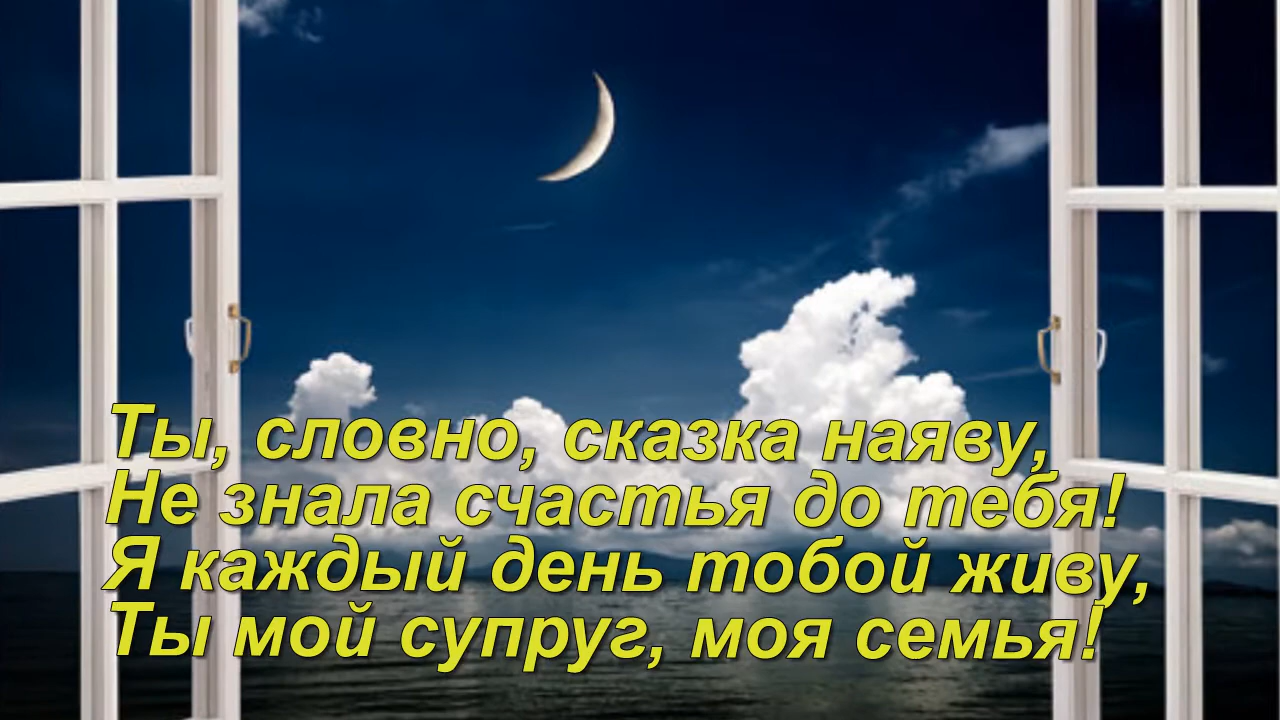 Ты, словно, сказка наяву,
Не знала счастья до тебя!
Я каждый день тобой живу,
Ты мой супруг, моя семья!